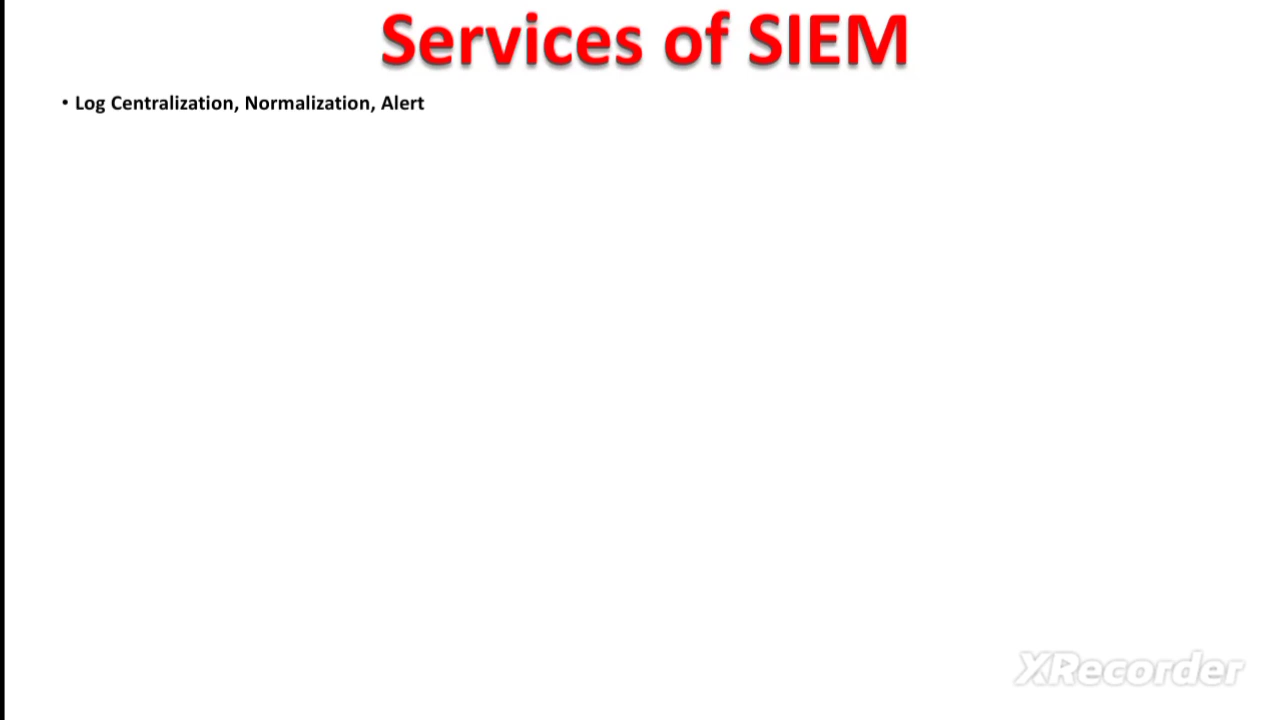 Services of SIEM
• Log Centralization, Normalization, Alert
XRecorder